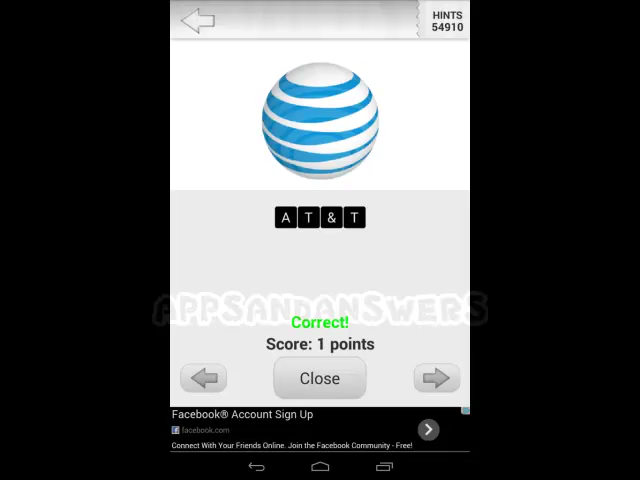 HINTS
54910
AT&T
APPSANDANSWERS
Correct!
Score: 1 points
Close
Facebook® Account Sign Up
facebook.com
Connect With Your Friends Online. Join the Facebook Community - Free!